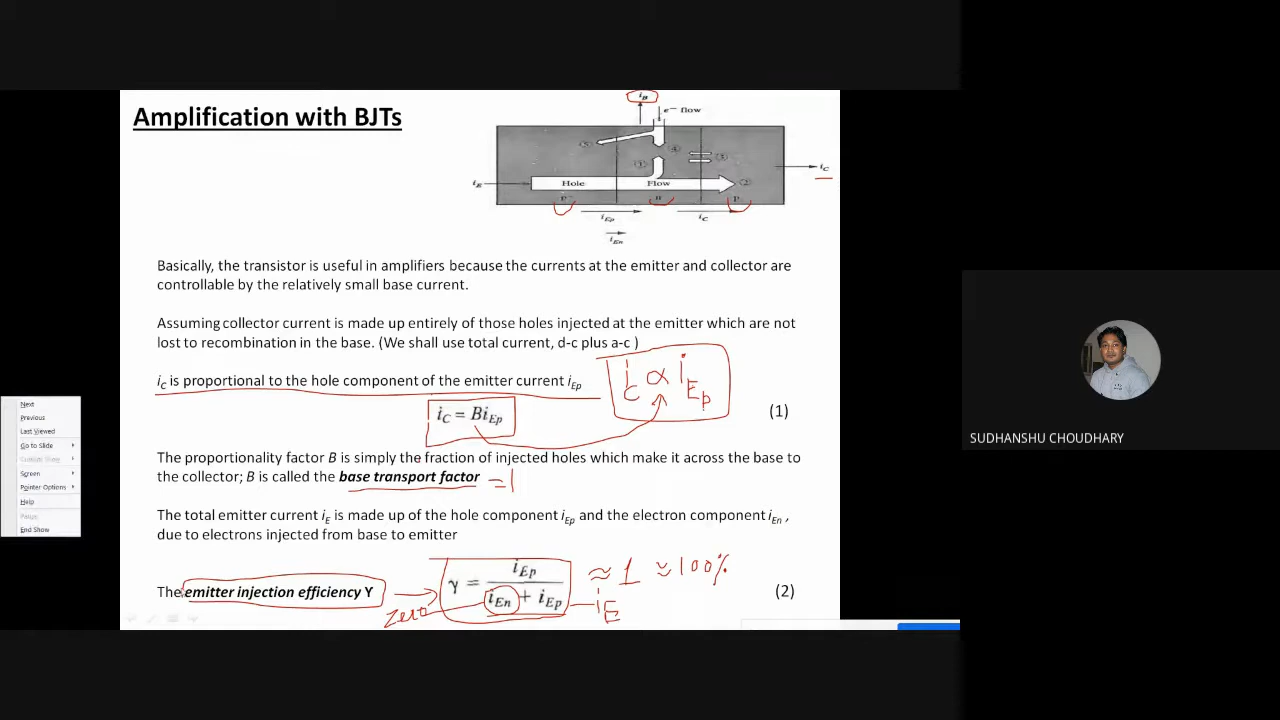 Amplification with BJTs
iB
e⁻ flow
⑤ ④
① ③
iC
iE
Hole Flow ②
p n p
iEp iC
iEn
Basically, the transistor is useful in amplifiers because the currents at the emitter and collector are
controllable by the relatively small base current.
Assuming collector current is made up entirely of those holes injected at the emitter which are not
lost to recombination in the base. (We shall use total current, d-c plus a-c )
iC is proportional to the hole component of the emitter current iEp
iC ∝ iEp
iC = BiEp (1)
The proportionality factor B is simply the fraction of injected holes which make it across the base to
the collector; B is called the base transport factor = 1
The total emitter current iE is made up of the hole component iEp and the electron component iEn ,
due to electrons injected from base to emitter
The emitter injection efficiency Υ γ = iEp / (iEn + iEp) ≈ 1 ≈ 100% (2)
Zero iE
Next
Previous
Last Viewed
Go to Slide
Screen
Pointer Options
Help
Pause
End Show
SUDHANSHU CHOUDHARY